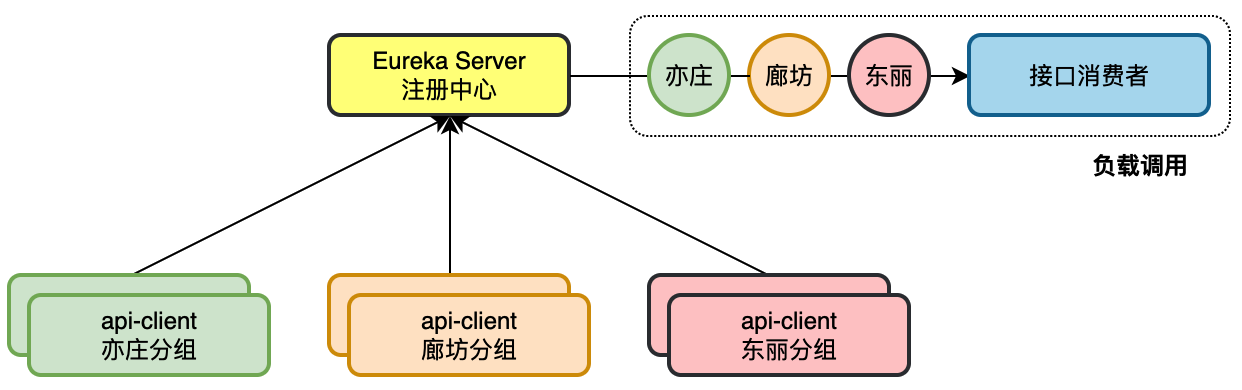 Eureka Server
注册中心
亦庄
廊坊
东丽
接口消费者
负载调用
api-client
亦庄分组
api-client
廊坊分组
api-client
东丽分组